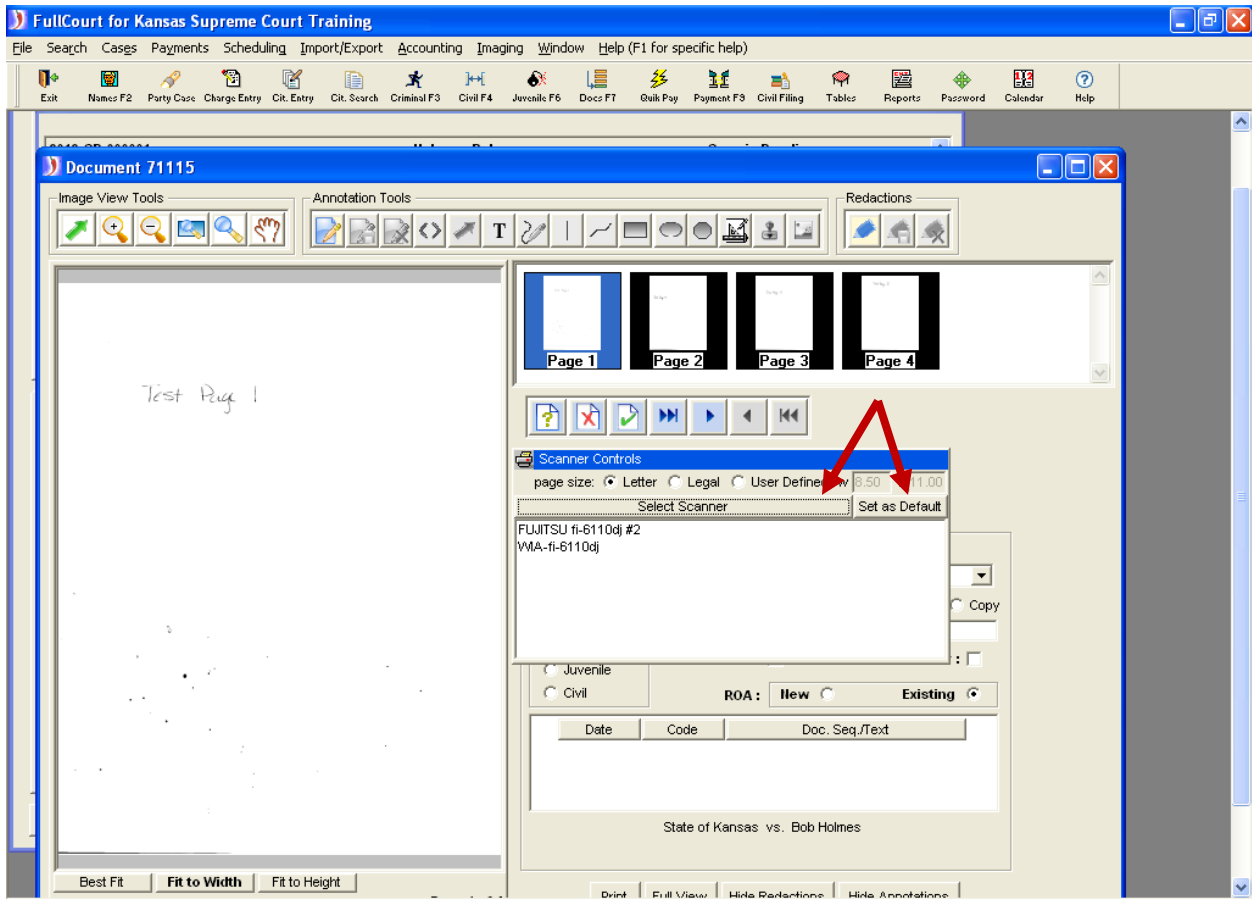 FullCourt for Kansas Supreme Court Training
File Search Cases Payments Scheduling Import/Export Accounting Imaging Window Help (F1 for specific help)
Exit Names F2 Party Case Charge Entry Cit. Entry Cit. Search Criminal F3 Civil F4 Juvenile F6 Docs F7 Quik Pay Payment F9 Civil Filing Tables Reports Password Calendar Help
Document 71115
Image View Tools Annotation Tools Redactions
T
Page 1 Page 2 Page 3 Page 4
Test Page 1
Scanner Controls
page size: Letter Legal User Defined w 8.50 11.00
Select Scanner Set as Default
FUJITSU fi-6110dj #2
WIA-fi-6110dj
Copy
Juvenile
Civil ROA: New Existing
Date Code Doc. Seq./Text
State of Kansas vs. Bob Holmes
Best Fit Fit to Width Fit to Height
Print Full View Hide Redactions Hide Annotations